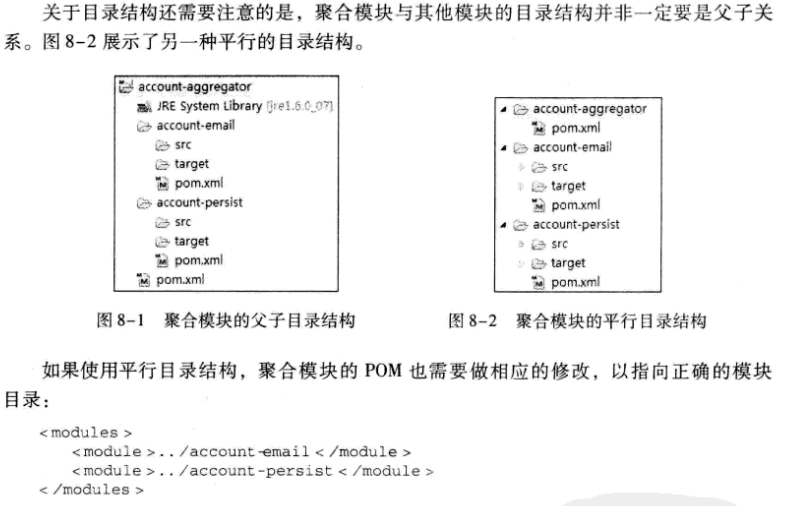 关于目录结构还需要注意的是，聚合模块与其他模块的目录结构并非一定要是父子关
系。图 8-2 展示了另一种平行的目录结构。
account-aggregator
JRE System Library [jre1.6.0_07]
account-email
src
target
pom.xml
account-persist
src
target
pom.xml
pom.xml
图 8-1 聚合模块的父子目录结构
account-aggregator
pom.xml
account-email
src
target
pom.xml
account-persist
src
target
pom.xml
图 8-2 聚合模块的平行目录结构
如果使用平行目录结构，聚合模块的 POM 也需要做相应的修改，以指向正确的模块
目录：
<modules>
<module>../account-email</module>
<module>../account-persist</module>
</modules>